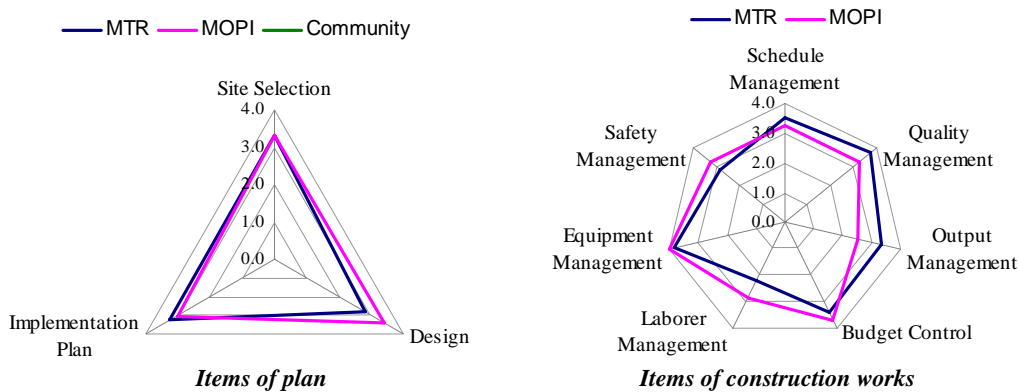 MTR MOPI Community
Site Selection
4.0
3.0
2.0
1.0
0.0
Implementation
Plan
Design
Items of plan
MTR MOPI
Schedule
Management
4.0
3.0
2.0
1.0
0.0
Safety
Management
Quality
Management
Equipment
Management
Output
Management
Laborer
Management
Budget Control
Items of construction works